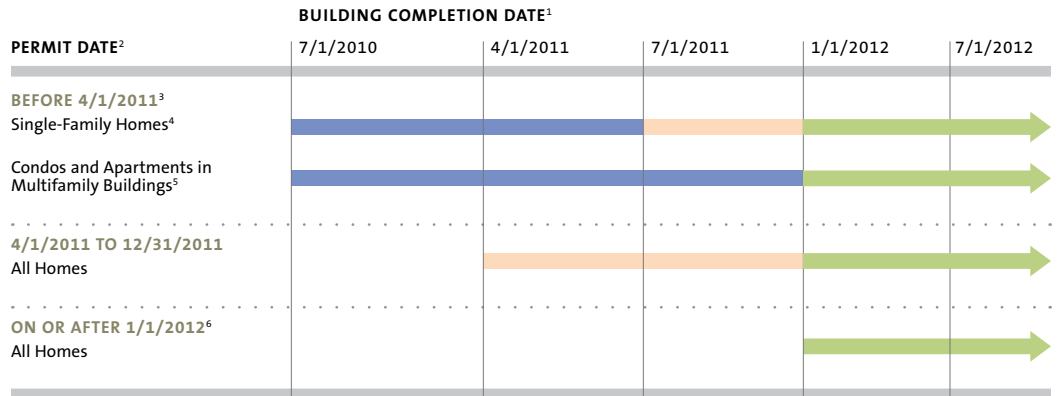 BUILDING COMPLETION DATE¹
PERMIT DATE² 7/1/2010 4/1/2011 7/1/2011 1/1/2012 7/1/2012
BEFORE 4/1/2011³
Single-Family Homes⁴
Condos and Apartments in
Multifamily Buildings⁵
4/1/2011 TO 12/31/2011
All Homes
ON OR AFTER 1/1/2012⁶
All Homes